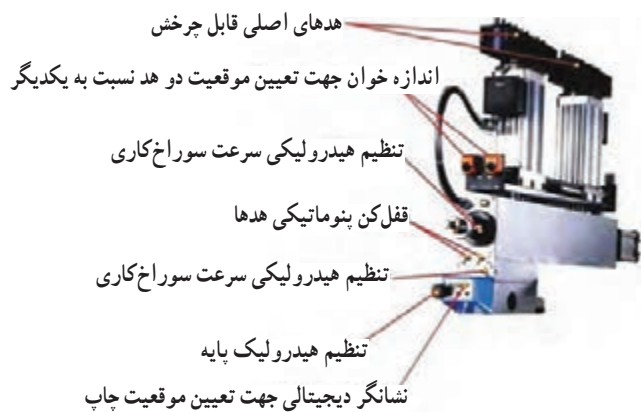 هدهای اصلی قابل چرخش
اندازه خوان جهت تعیین موقعیت دو هد نسبت به یکدیگر
تنظیم هیدرولیکی سرعت سوراخ‌کاری
قفل‌کن پنوماتیکی هدها
تنظیم هیدرولیکی سرعت سوراخ‌کاری
تنظیم هیدرولیک پایه
نشانگر دیجیتالی جهت تعیین موقعیت چاپ